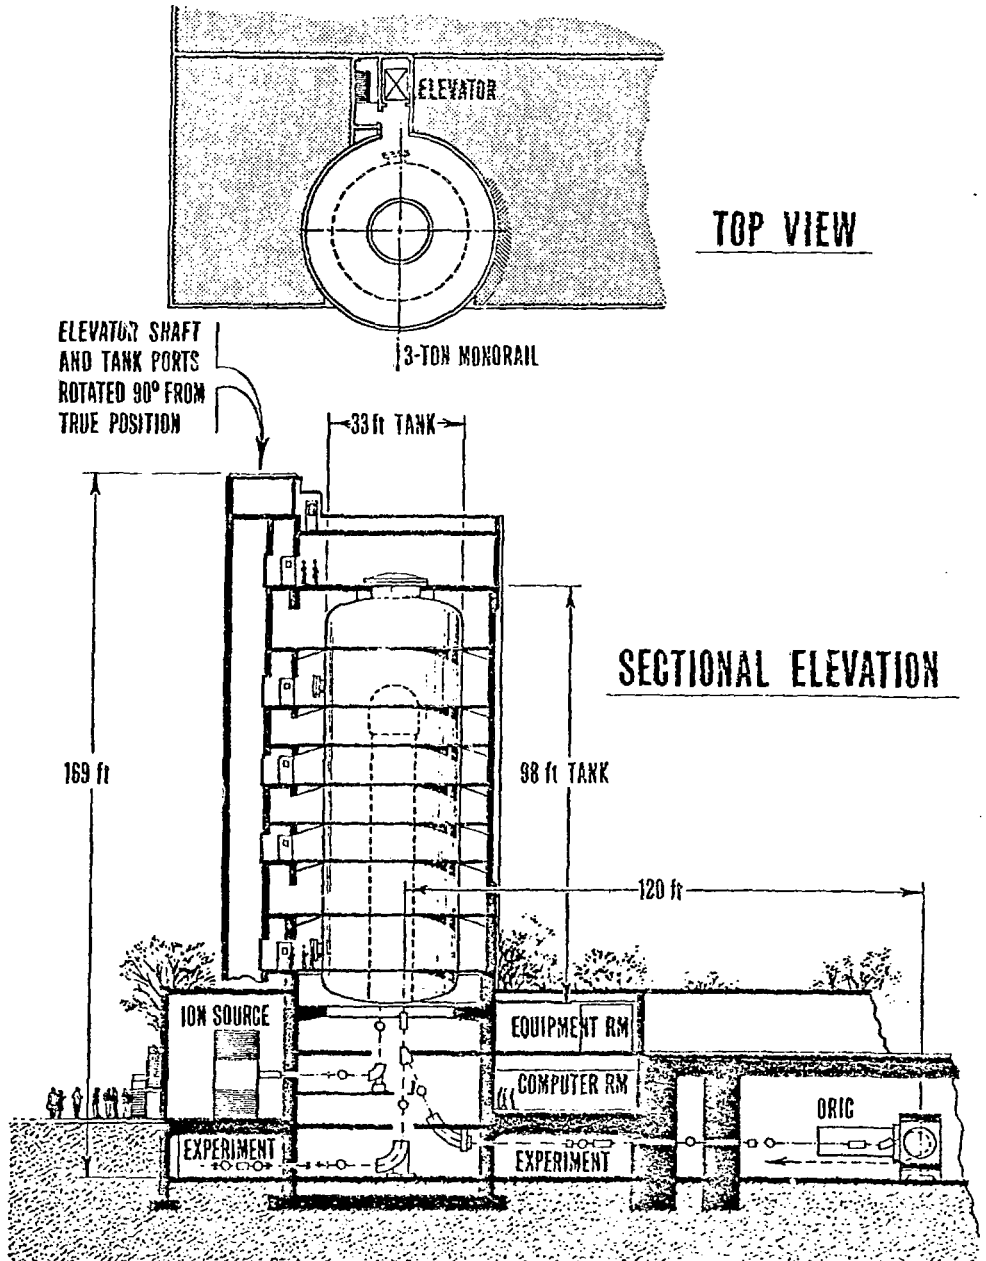 ELEVATOR
TOP VIEW
ELEVATOR SHAFT
AND TANK PORTS
ROTATED 90° FROM
TRUE POSITION
3-TON MONORAIL
33 ft TANK
SECTIONAL ELEVATION
169 ft
98 ft TANK
120 ft
ION SOURCE
EQUIPMENT RM
COMPUTER RM
ORIC
EXPERIMENT
EXPERIMENT